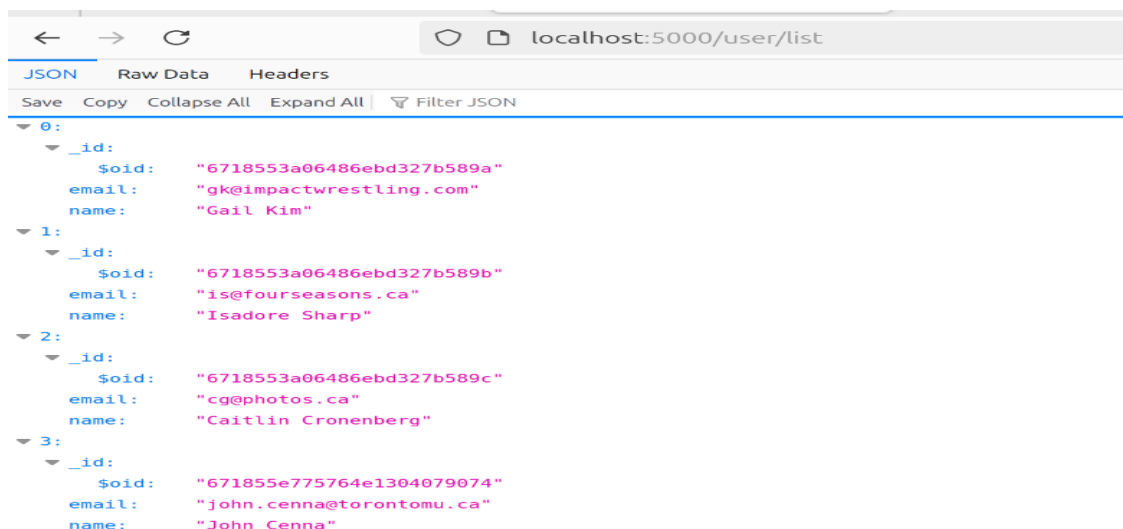 localhost:5000/user/list
JSON Raw Data Headers
Save Copy Collapse All Expand All Filter JSON
0:
_id:
$oid: "6718553a06486ebd327b589a"
email: "gk@impactwrestling.com"
name: "Gail Kim"
1:
_id:
$oid: "6718553a06486ebd327b589b"
email: "is@fourseasons.ca"
name: "Isadore Sharp"
2:
_id:
$oid: "6718553a06486ebd327b589c"
email: "cg@photos.ca"
name: "Caitlin Cronenberg"
3:
_id:
$oid: "671855e775764e1304079074"
email: "john.cenna@torontomu.ca"
name: "John Cenna"